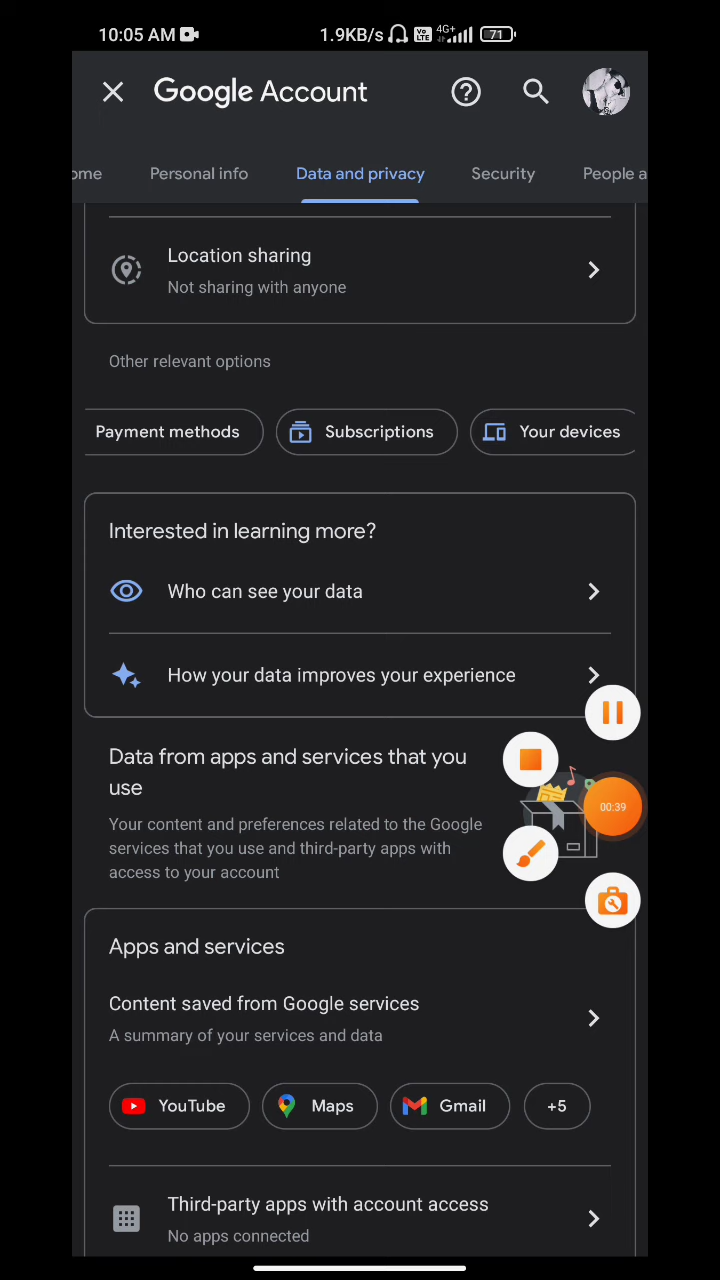 10:05 AM 1.9KB/s Vo LTE 4G+ 71
Google Account
ome Personal info Data and privacy Security People a
Location sharing
Not sharing with anyone
Other relevant options
Payment methods Subscriptions Your devices
Interested in learning more?
Who can see your data
How your data improves your experience
Data from apps and services that you
use
Your content and preferences related to the Google
services that you use and third-party apps with
access to your account
00:39
Apps and services
Content saved from Google services
A summary of your services and data
YouTube Maps Gmail +5
Third-party apps with account access
No apps connected